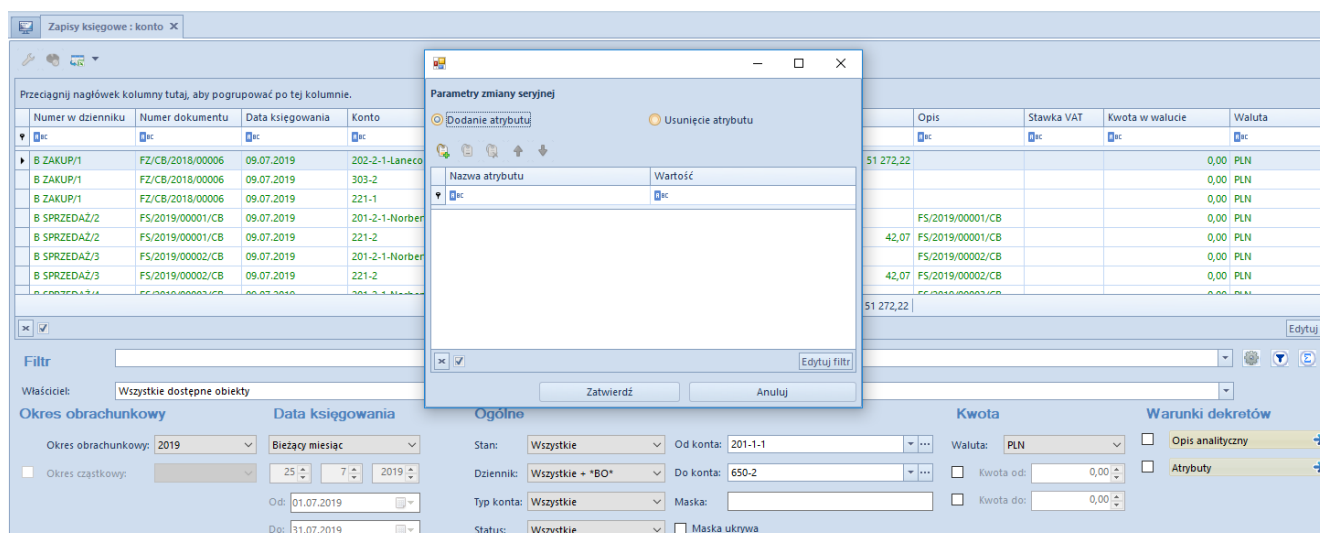 Zapisy księgowe : konto
Przeciągnij nagłówek kolumny tutaj, aby pogrupować po tej kolumnie.
Numer w dzienniku Numer dokumentu Data księgowania Konto Opis Stawka VAT Kwota w walucie Waluta
B ZAKUP/1 FZ/CB/2018/00006 09.07.2019 202-2-1-Laneco 51 272,22 0,00 PLN
B ZAKUP/1 FZ/CB/2018/00006 09.07.2019 303-2 0,00 PLN
B ZAKUP/1 FZ/CB/2018/00006 09.07.2019 221-1 0,00 PLN
B SPRZEDAŻ/2 FS/2019/00001/CB 09.07.2019 201-2-1-Norber FS/2019/00001/CB 0,00 PLN
B SPRZEDAŻ/2 FS/2019/00001/CB 09.07.2019 221-2 42,07 FS/2019/00001/CB 0,00 PLN
B SPRZEDAŻ/3 FS/2019/00002/CB 09.07.2019 201-2-1-Norber FS/2019/00002/CB 0,00 PLN
B SPRZEDAŻ/3 FS/2019/00002/CB 09.07.2019 221-2 42,07 FS/2019/00002/CB 0,00 PLN
51 272,22
Edytuj
Parametry zmiany seryjnej
Dodanie atrybutu Usunięcie atrybutu
Nazwa atrybutu Wartość
Edytuj filtr
Zatwierdź Anuluj
Filtr
Właściciel: Wszystkie dostępne obiekty
Okres obrachunkowy Data księgowania Ogólne Kwota Warunki dekretów
Okres obrachunkowy: 2019 Bieżący miesiąc Stan: Wszystkie Od konta: 201-1-1 Waluta: PLN Opis analityczny
Okres cząstkowy: 25 7 2019 Dziennik: Wszystkie + *BO* Do konta: 650-2 Kwota od: 0,00 Atrybuty
Od: 01.07.2019 Typ konta: Wszystkie Maska: Kwota do: 0,00
Do: 31.07.2019 Status: Wszystkie Maska ukrywa